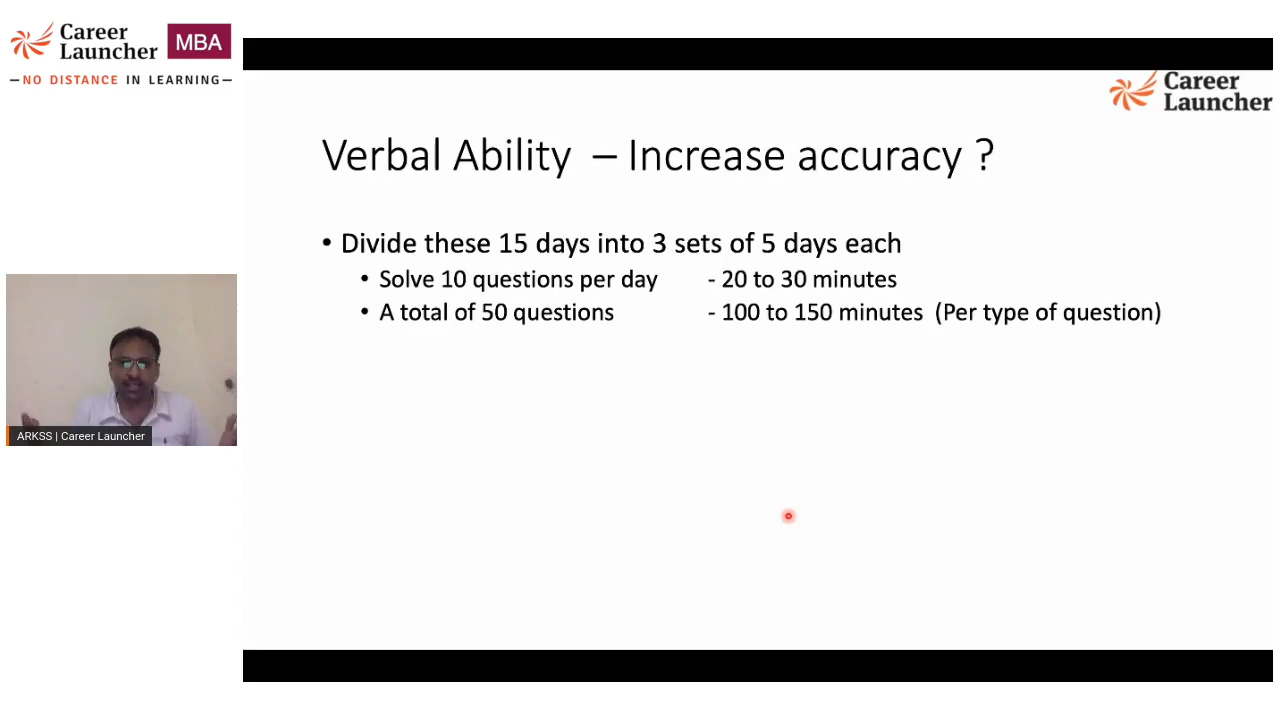 Career
Launcher MBA
NO DISTANCE IN LEARNING
Career
Launcher
Verbal Ability – Increase accuracy ?
• Divide these 15 days into 3 sets of 5 days each
• Solve 10 questions per day - 20 to 30 minutes
• A total of 50 questions - 100 to 150 minutes (Per type of question)
ARKSS | Career Launcher